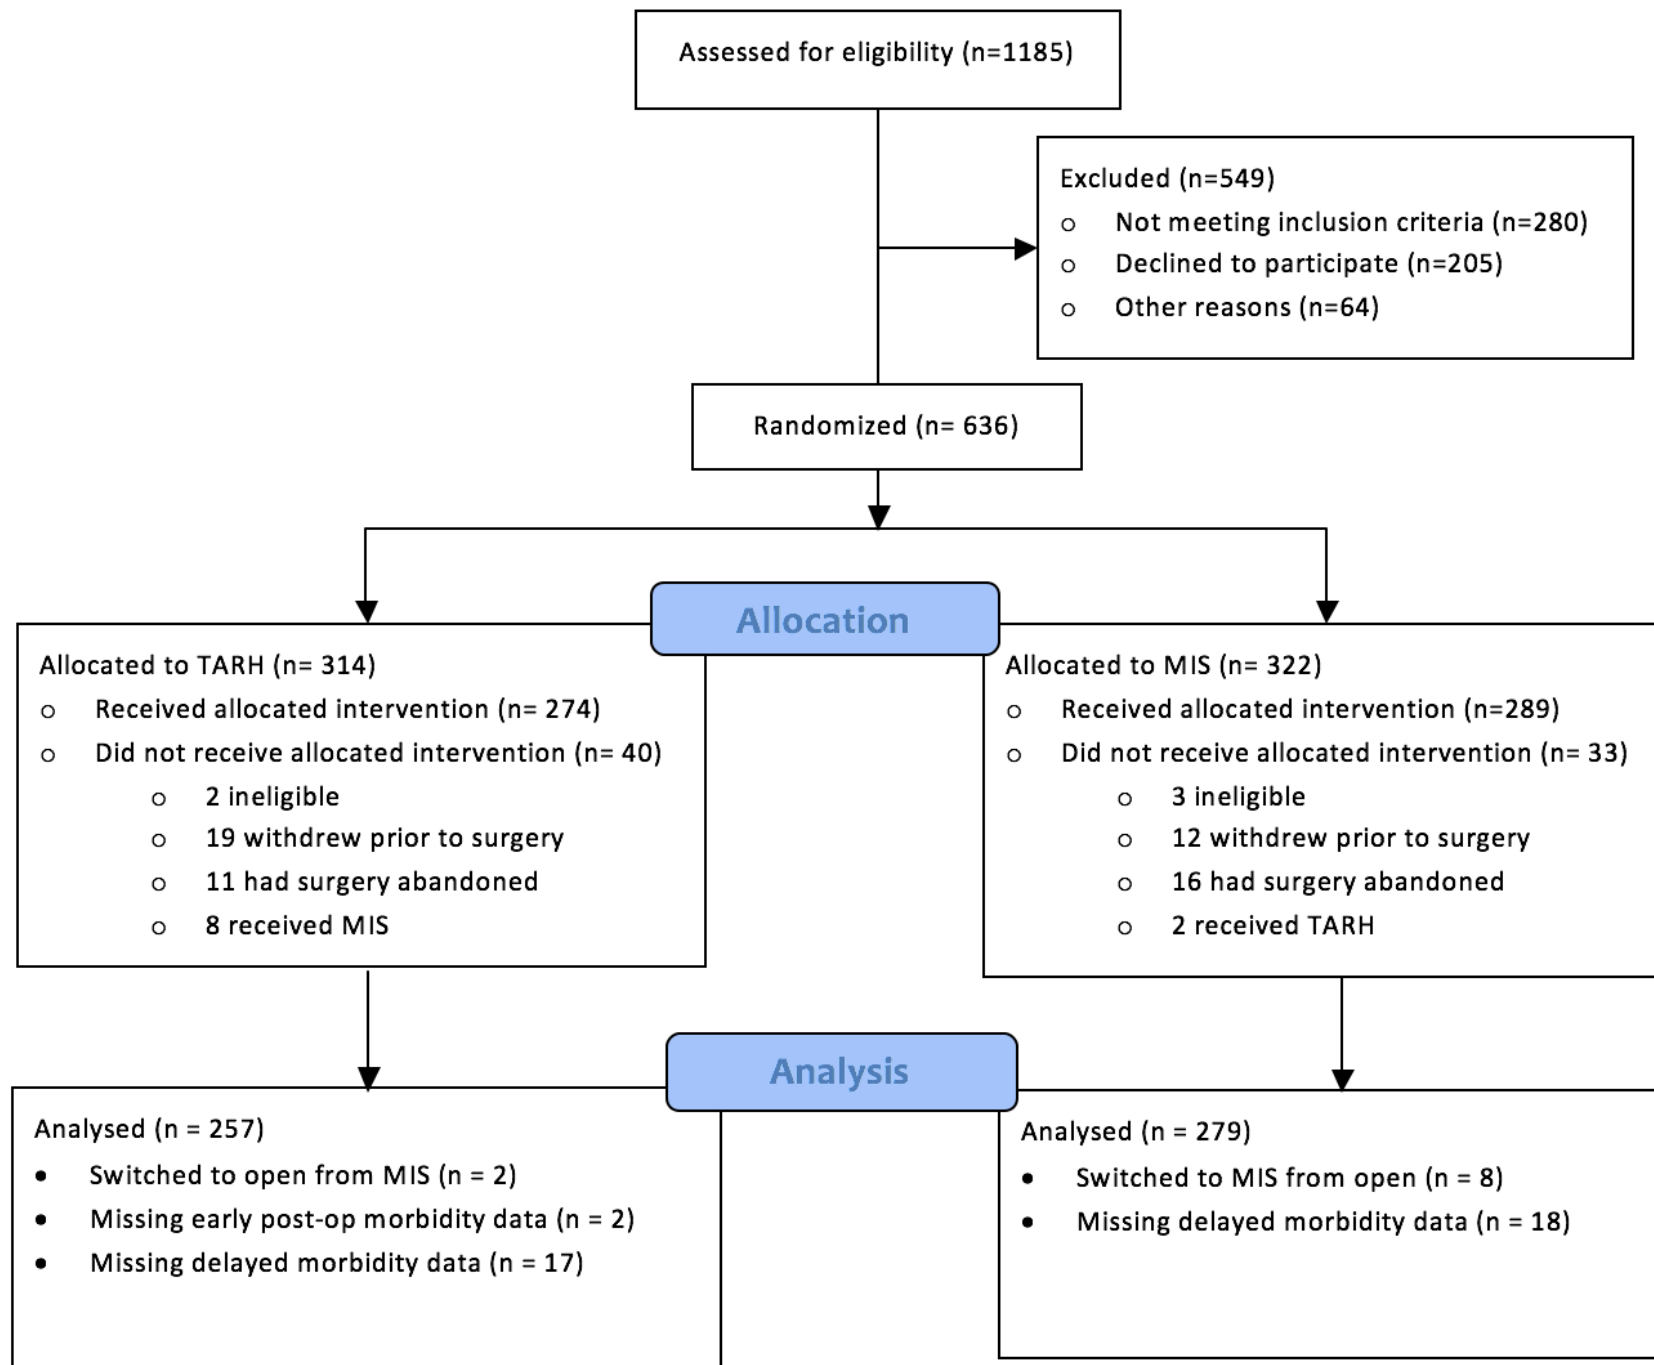 Assessed for eligibility (n=1185)
Excluded (n=549)
o Not meeting inclusion criteria (n=280)
o Declined to participate (n=205)
o Other reasons (n=64)
Randomized (n= 636)
Allocation
Allocated to TARH (n= 314)
o Received allocated intervention (n= 274)
o Did not receive allocated intervention (n= 40)
o 2 ineligible
o 19 withdrew prior to surgery
o 11 had surgery abandoned
o 8 received MIS
Allocated to MIS (n= 322)
o Received allocated intervention (n=289)
o Did not receive allocated intervention (n= 33)
o 3 ineligible
o 12 withdrew prior to surgery
o 16 had surgery abandoned
o 2 received TARH
Analysis
Analysed (n = 257)
• Switched to open from MIS (n = 2)
• Missing early post-op morbidity data (n = 2)
• Missing delayed morbidity data (n = 17)
Analysed (n = 279)
• Switched to MIS from open (n = 8)
• Missing delayed morbidity data (n = 18)